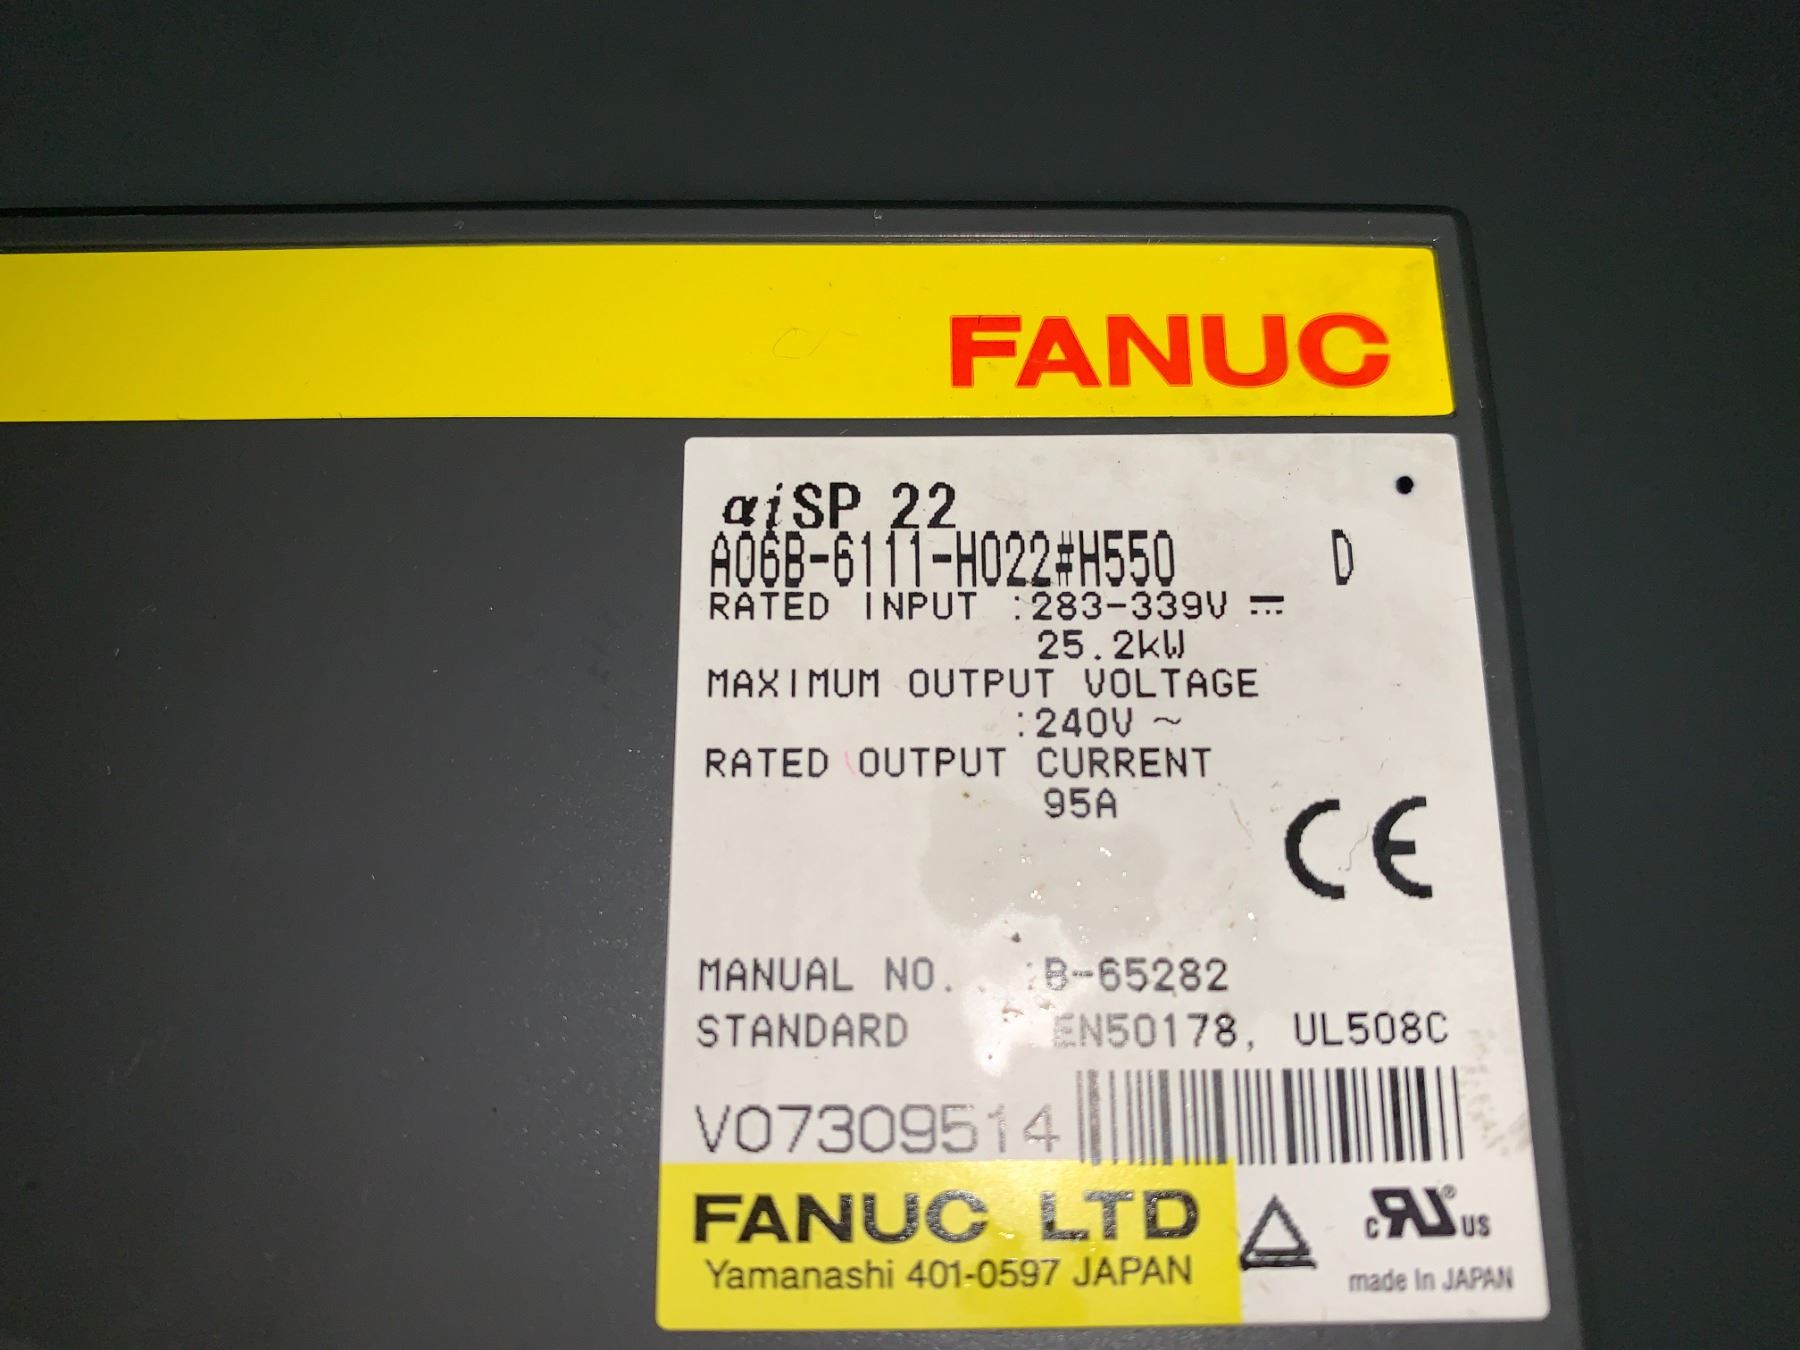 FANUC
αiSP 22
A06B-6111-H022#H550 D
RATED INPUT :283-339V ⎓
25.2kW
MAXIMUM OUTPUT VOLTAGE
:240V ~
RATED OUTPUT CURRENT
95A
CE
MANUAL NO. :B-65282
STANDARD EN50178, UL508C
V07309514
FANUC LTD
Yamanashi 401-0597 JAPAN
c RU ® US
made In JAPAN